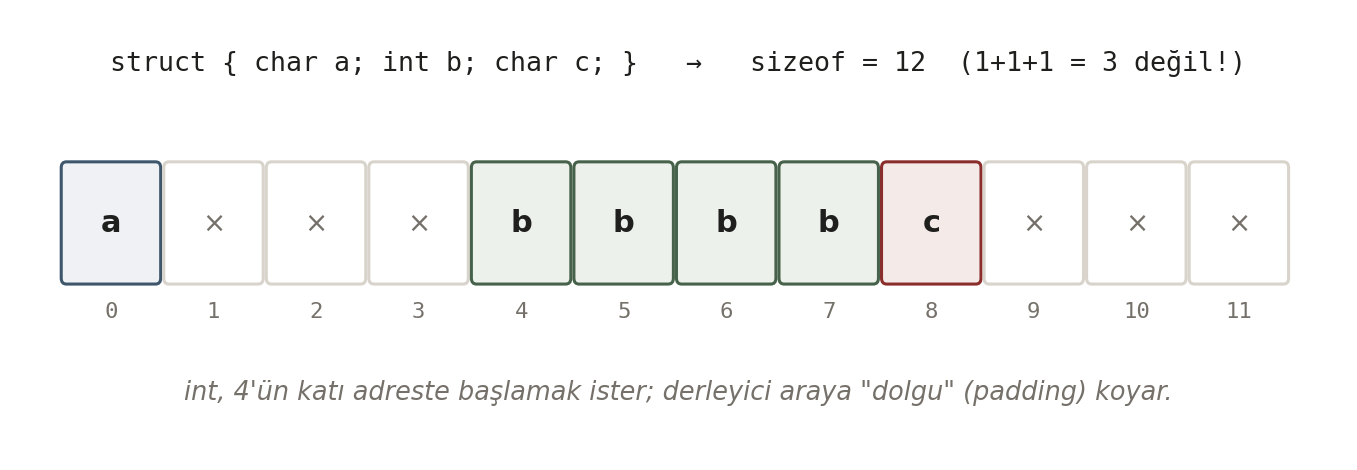 struct { char a; int b; char c; }   →   sizeof = 12  (1+1+1 = 3 değil!)
a × × × b b b b c × × ×
0 1 2 3 4 5 6 7 8 9 10 11
int, 4'ün katı adreste başlamak ister; derleyici araya "dolgu" (padding) koyar.